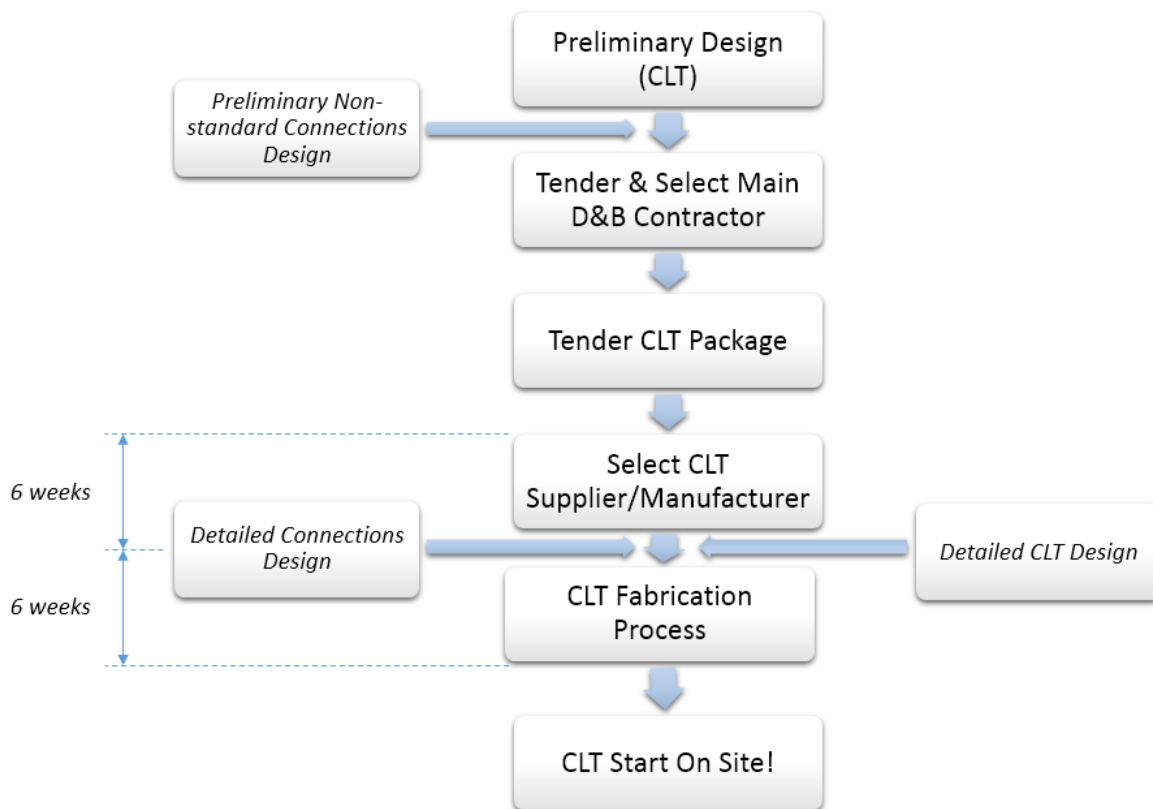 Preliminary Design
(CLT)
Preliminary Non-
standard Connections
Design
Tender & Select Main
D&B Contractor
Tender CLT Package
Select CLT
Supplier/Manufacturer
6 weeks
Detailed Connections
Design
Detailed CLT Design
6 weeks
CLT Fabrication
Process
CLT Start On Site!